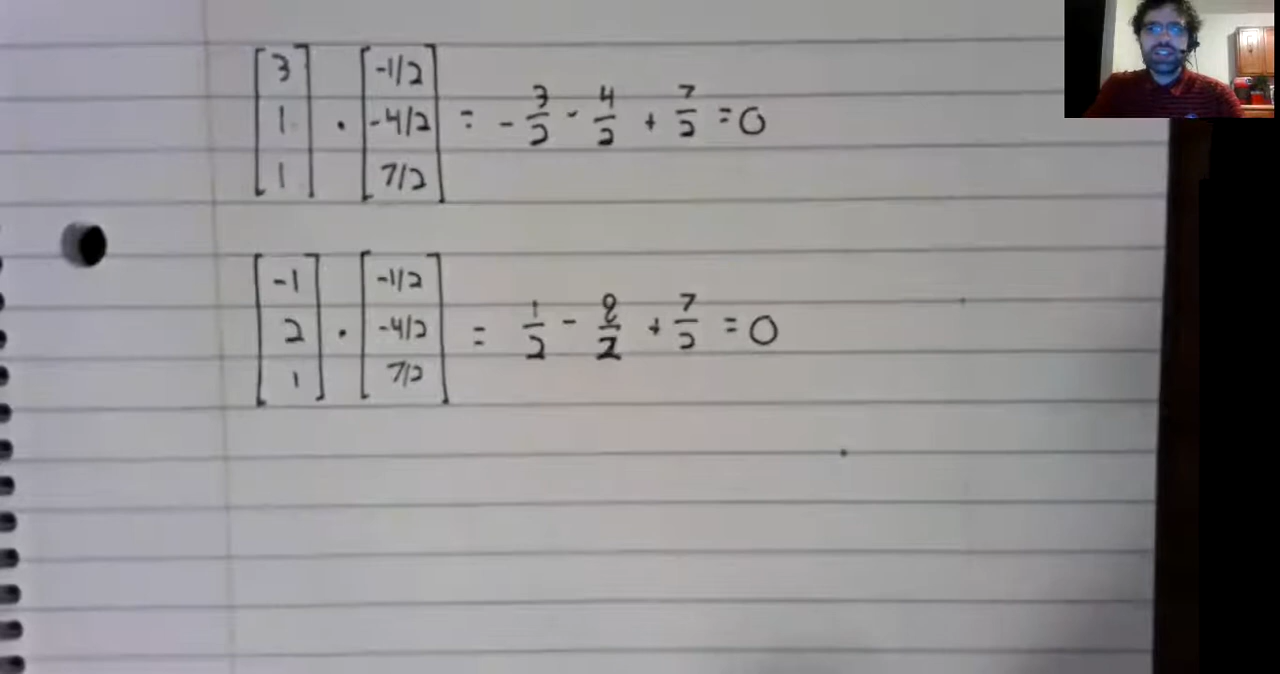 [3 1 1] · [-1/2 -4/2 7/2] = - 3/2 - 4/2 + 7/2 = 0
[-1 2 1] · [-1/2 -4/2 7/2] = 1/2 - 8/2 + 7/2 = 0